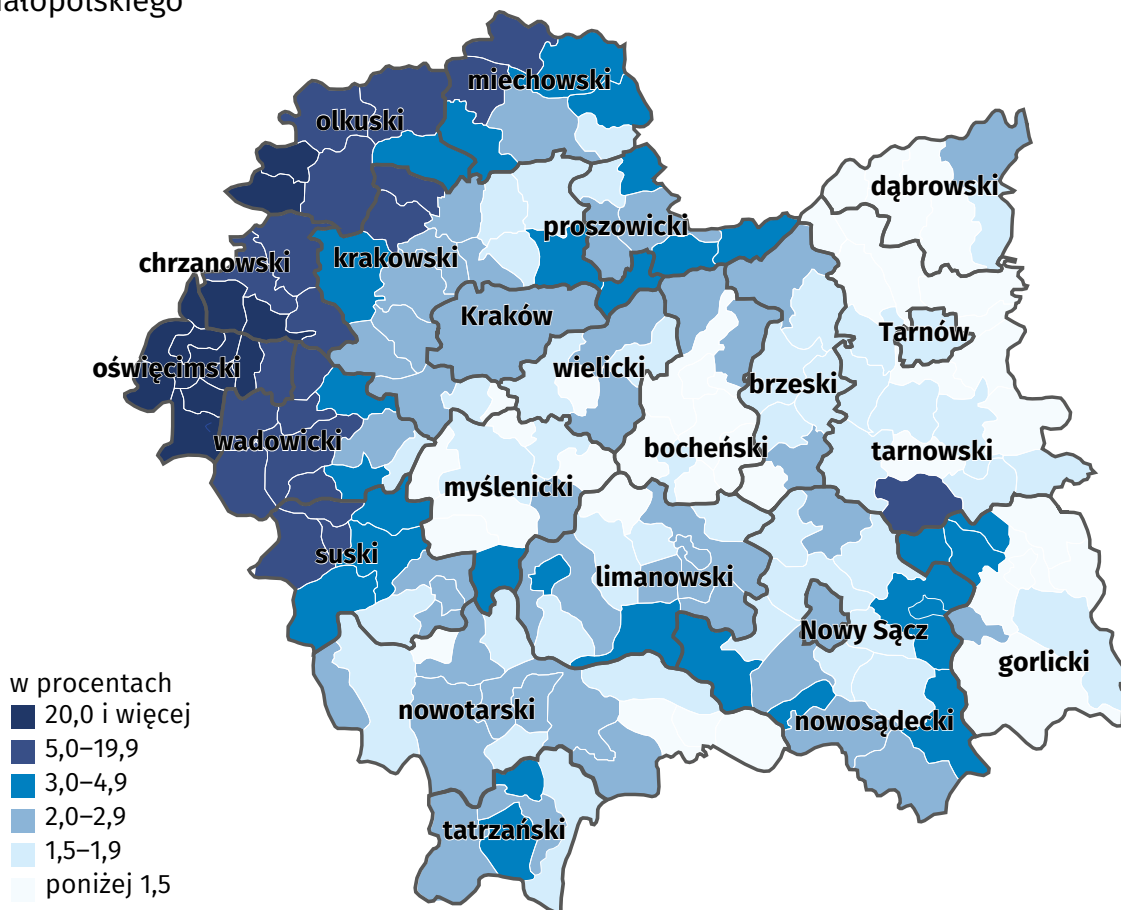 ałopolskiego
miechowski
olkuski
dąbrowski
proszowicki
krakowski
chrzanowski
Kraków
Tarnów
wielicki
oświęcimski
brzeski
wadowicki
bocheński
tarnowski
myślenicki
suski
limanowski
Nowy Sącz
gorlicki
nowotarski
nowosądecki
tatrzański
w procentach
20,0 i więcej
5,0–19,9
3,0–4,9
2,0–2,9
1,5–1,9
poniżej 1,5